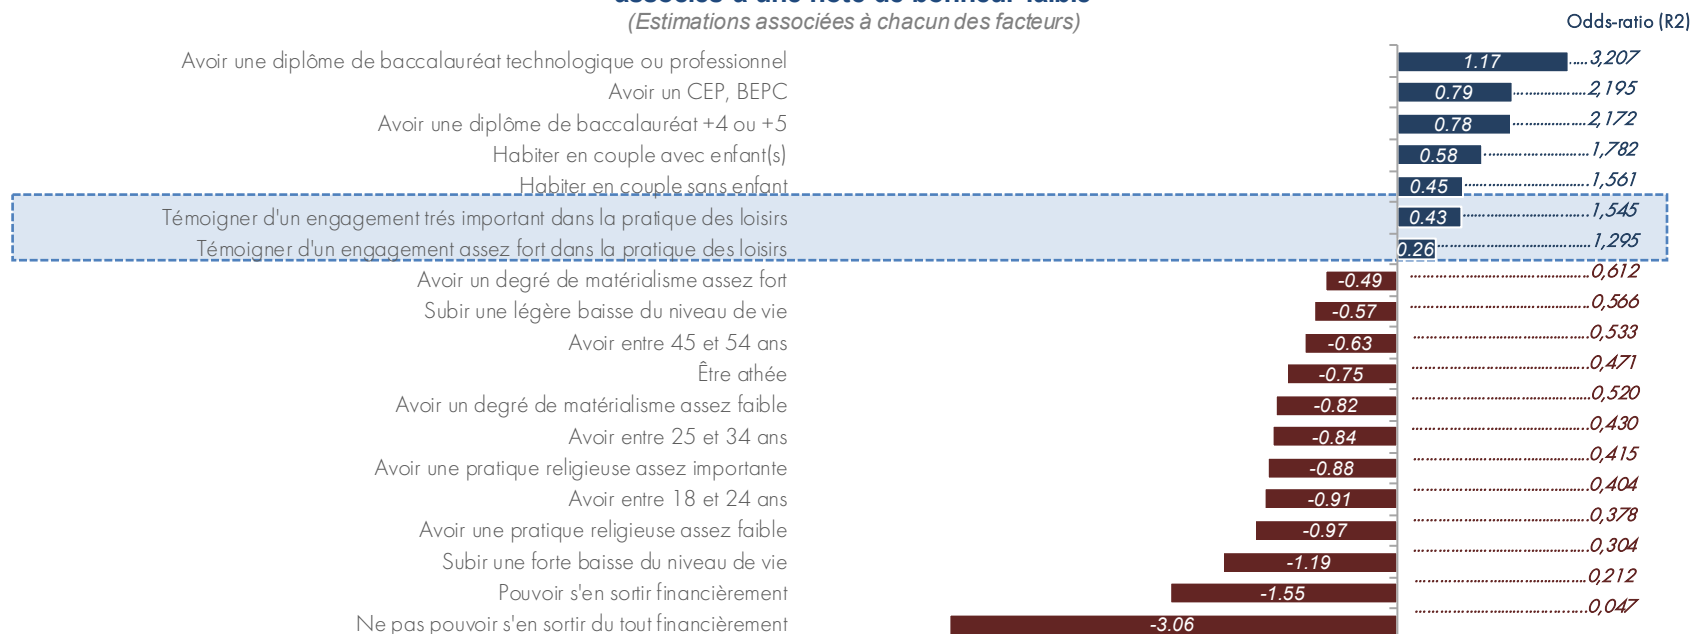 (Estimations associées à chacun des facteurs)
Odds-ratio (R2)
Avoir une diplôme de baccalauréat technologique ou professionnel 1.17 3,207
Avoir un CEP, BEPC 0.79 2,195
Avoir une diplôme de baccalauréat +4 ou +5 0.78 2,172
Habiter en couple avec enfant(s) 0.58 1,782
Habiter en couple sans enfant 0.45 1,561
Témoigner d'un engagement trés important dans la pratique des loisirs 0.43 1,545
Témoigner d'un engagement assez fort dans la pratique des loisirs 0.26 1,295
Avoir un degré de matérialisme assez fort -0.49 0,612
Subir une légère baisse du niveau de vie -0.57 0,566
Avoir entre 45 et 54 ans -0.63 0,533
Être athée -0.75 0,471
Avoir un degré de matérialisme assez faible -0.82 0,520
Avoir entre 25 et 34 ans -0.84 0,430
Avoir une pratique religieuse assez importante -0.88 0,415
Avoir entre 18 et 24 ans -0.91 0,404
Avoir une pratique religieuse assez faible -0.97 0,378
Subir une forte baisse du niveau de vie -1.19 0,304
Pouvoir s'en sortir financièrement -1.55 0,212
Ne pas pouvoir s'en sortir du tout financièrement -3.06 0,047